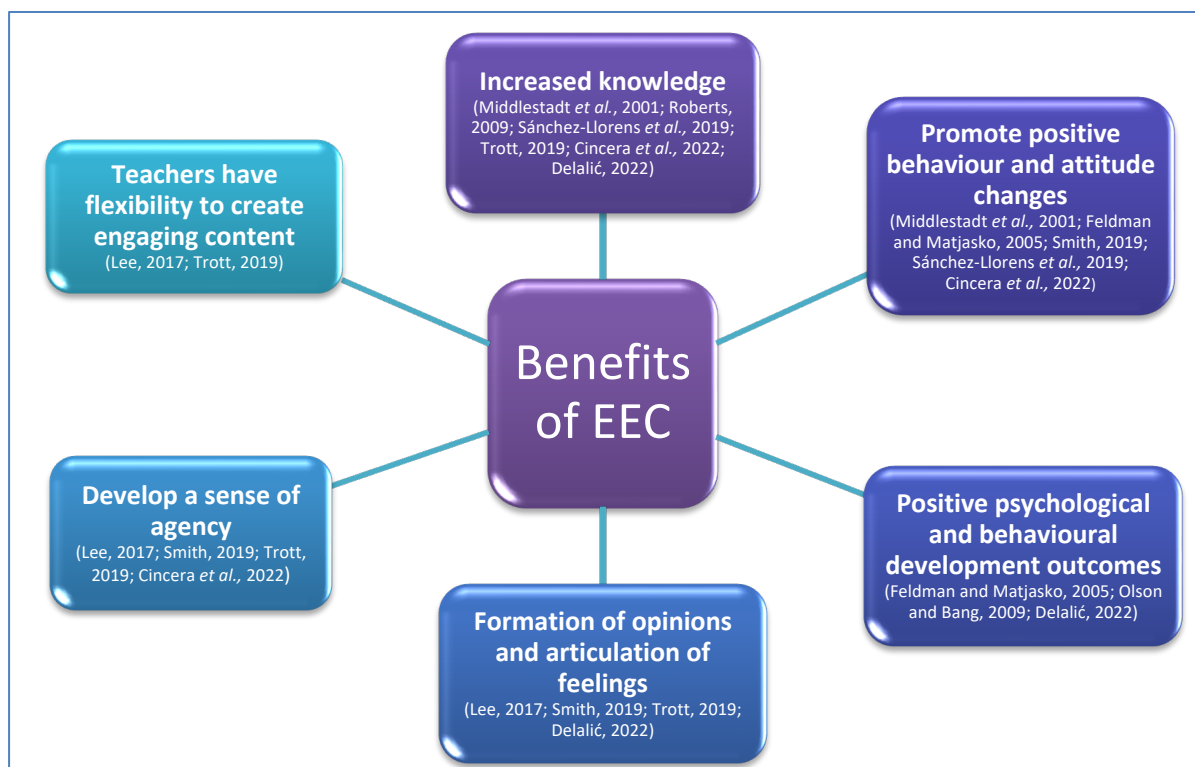 Increased knowledge
(Middlestadt et al., 2001; Roberts,
2009; Sánchez-Llorens et al., 2019;
Trott, 2019; Cincera et al., 2022;
Delalić, 2022)
Promote positive
behaviour and attitude
changes
(Middlestadt et al., 2001; Feldman
and Matjasko, 2005; Smith, 2019;
Sánchez-Llorens et al., 2019;
Cincera et al., 2022)
Teachers have
flexibility to create
engaging content
(Lee, 2017; Trott, 2019)
Benefits
of EEC
Develop a sense of
agency
(Lee, 2017; Smith, 2019; Trott,
2019; Cincera et al., 2022)
Positive psychological
and behavioural
development outcomes
(Feldman and Matjasko, 2005; Olson
and Bang, 2009; Delalić, 2022)
Formation of opinions
and articulation of
feelings
(Lee, 2017; Smith, 2019; Trott, 2019;
Delalić, 2022)